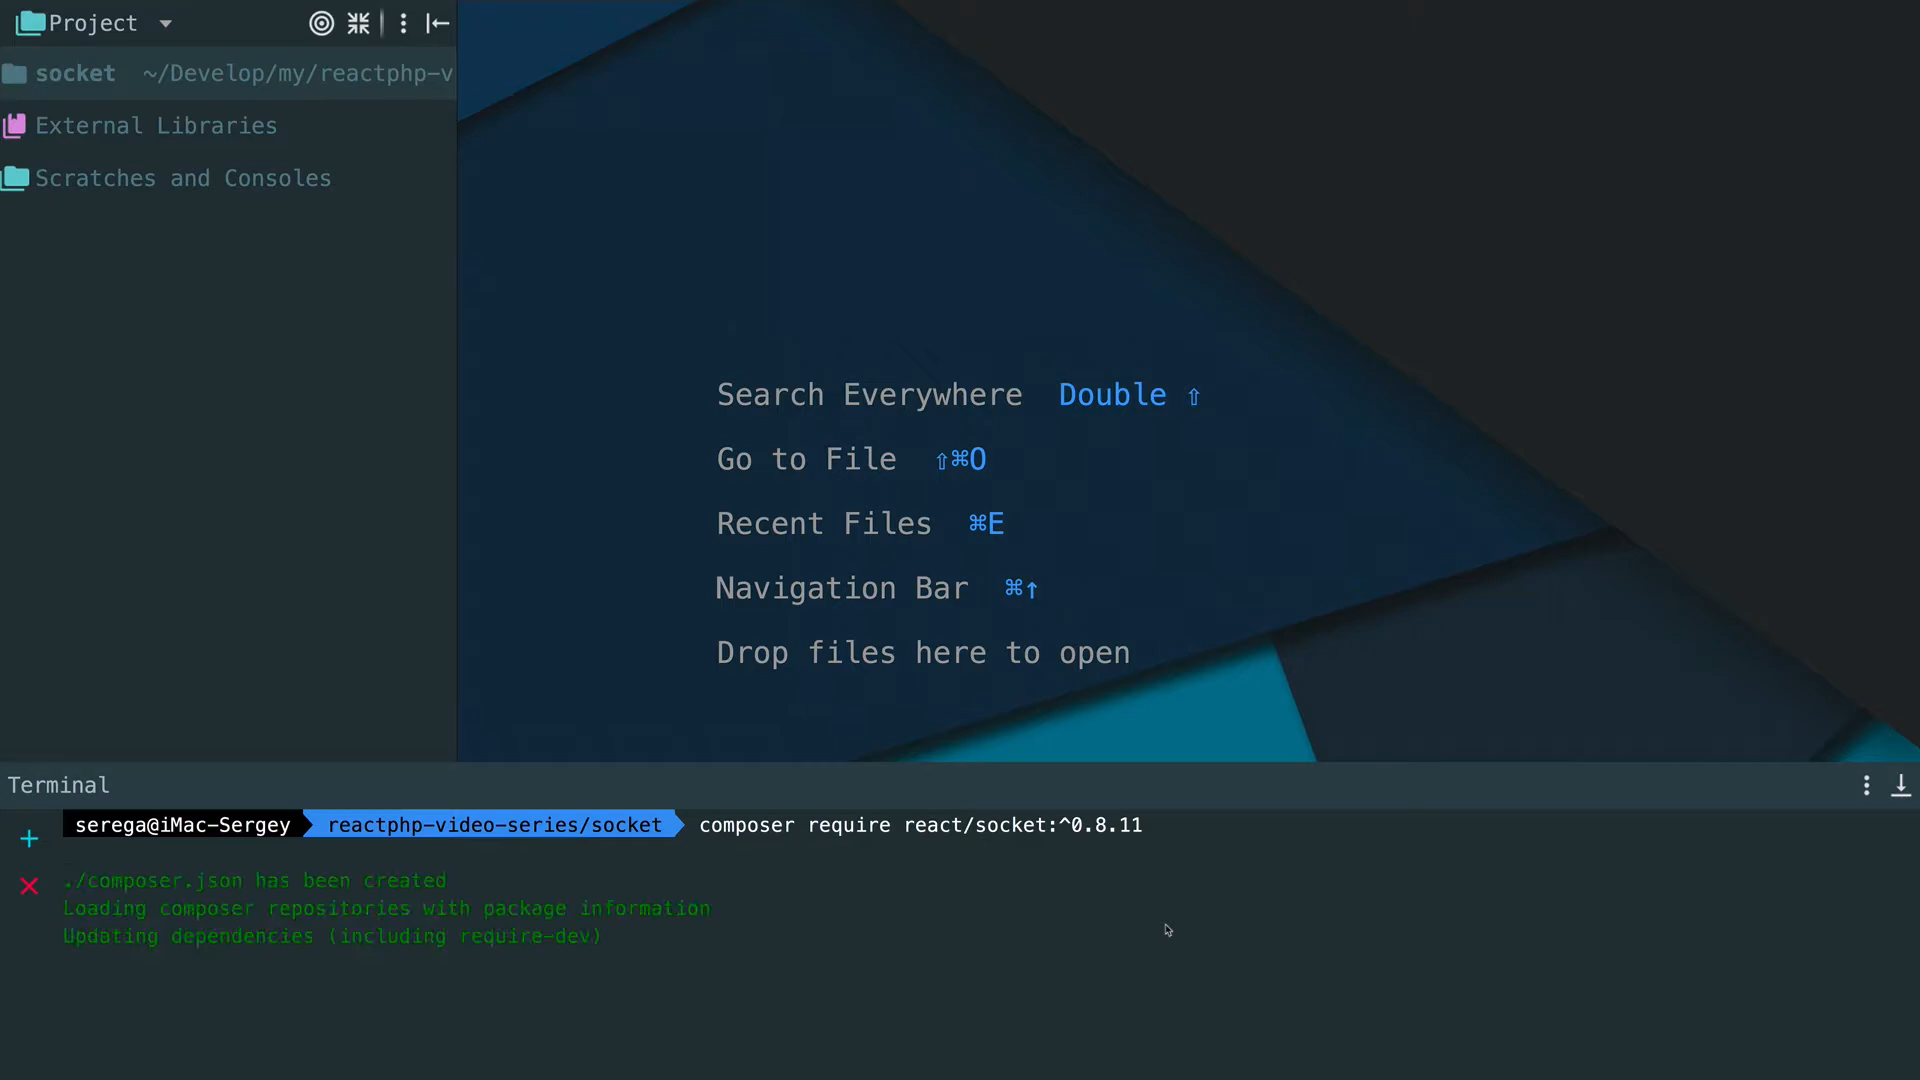 Project
socket ~/Develop/my/reactphp-v
External Libraries
Scratches and Consoles
Search Everywhere Double ⇧
Go to File ⇧⌘O
Recent Files ⌘E
Navigation Bar ⌘↑
Drop files here to open
Terminal
serega@iMac-Sergey reactphp-video-series/socket composer require react/socket:^0.8.11
./composer.json has been created
Loading composer repositories with package information
Updating dependencies (including require-dev)